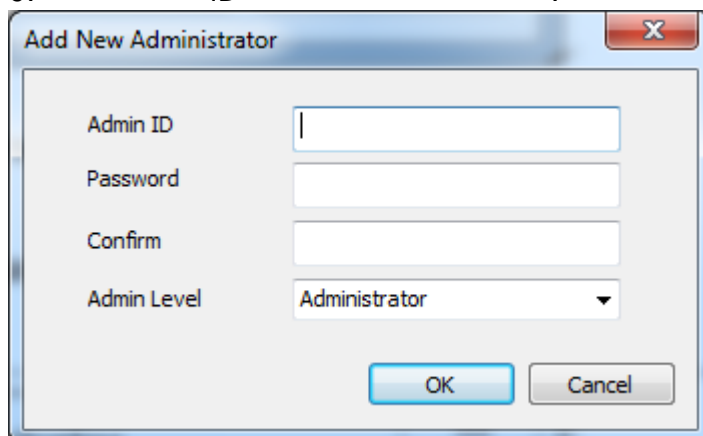 Add New Administrator
Admin ID
Password
Confirm
Admin Level Administrator
OK Cancel